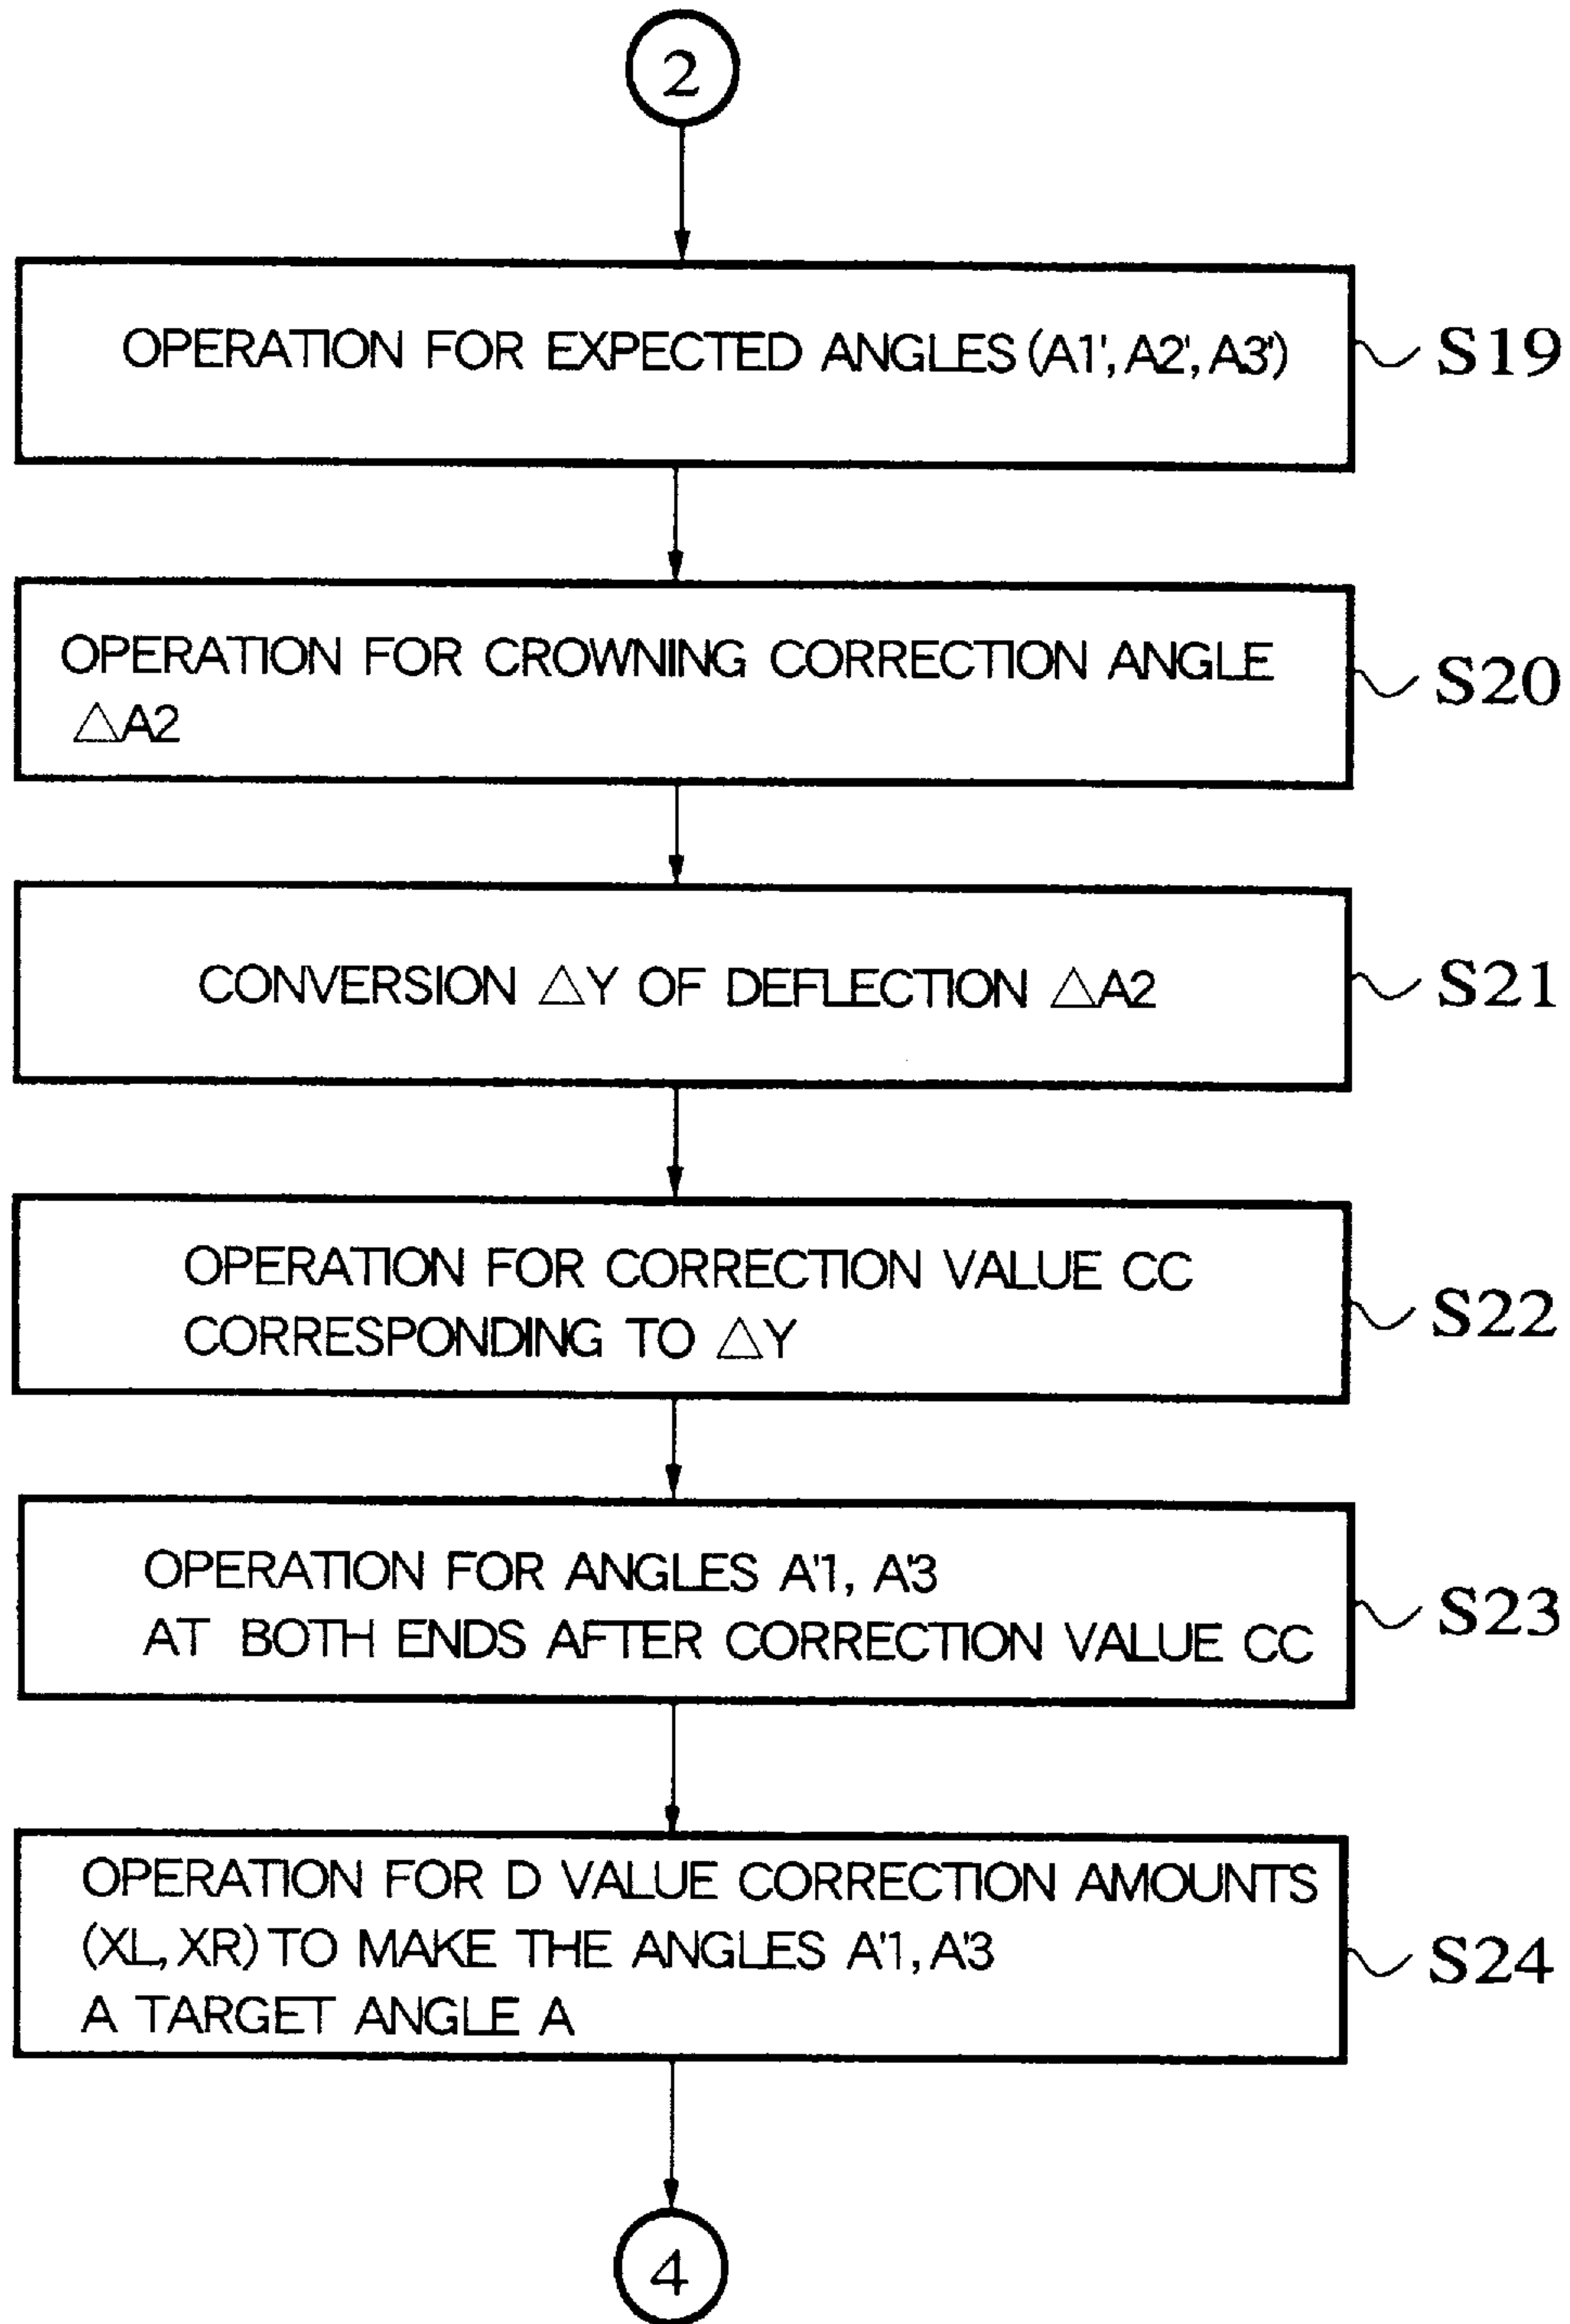 2
OPERATION FOR EXPECTED ANGLES (A1', A2', A3')
S19
OPERATION FOR CROWNING CORRECTION ANGLE
△A2
S20
CONVERSION △Y OF DEFLECTION △A2
S21
OPERATION FOR CORRECTION VALUE CC
CORRESPONDING TO △Y
S22
OPERATION FOR ANGLES A'1, A'3
AT BOTH ENDS AFTER CORRECTION VALUE CC
S23
OPERATION FOR D VALUE CORRECTION AMOUNTS
(XL, XR) TO MAKE THE ANGLES A'1, A'3
A TARGET ANGLE A
S24
4